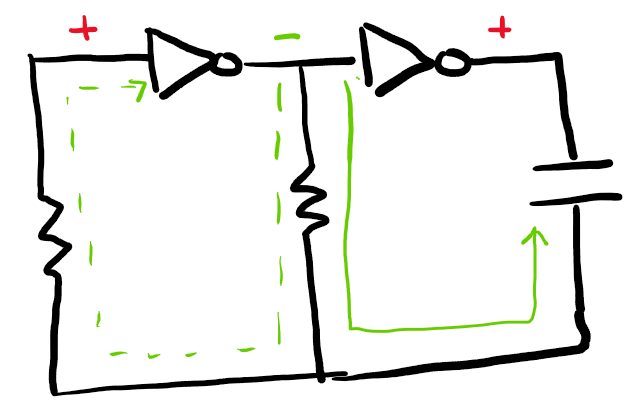 + - +